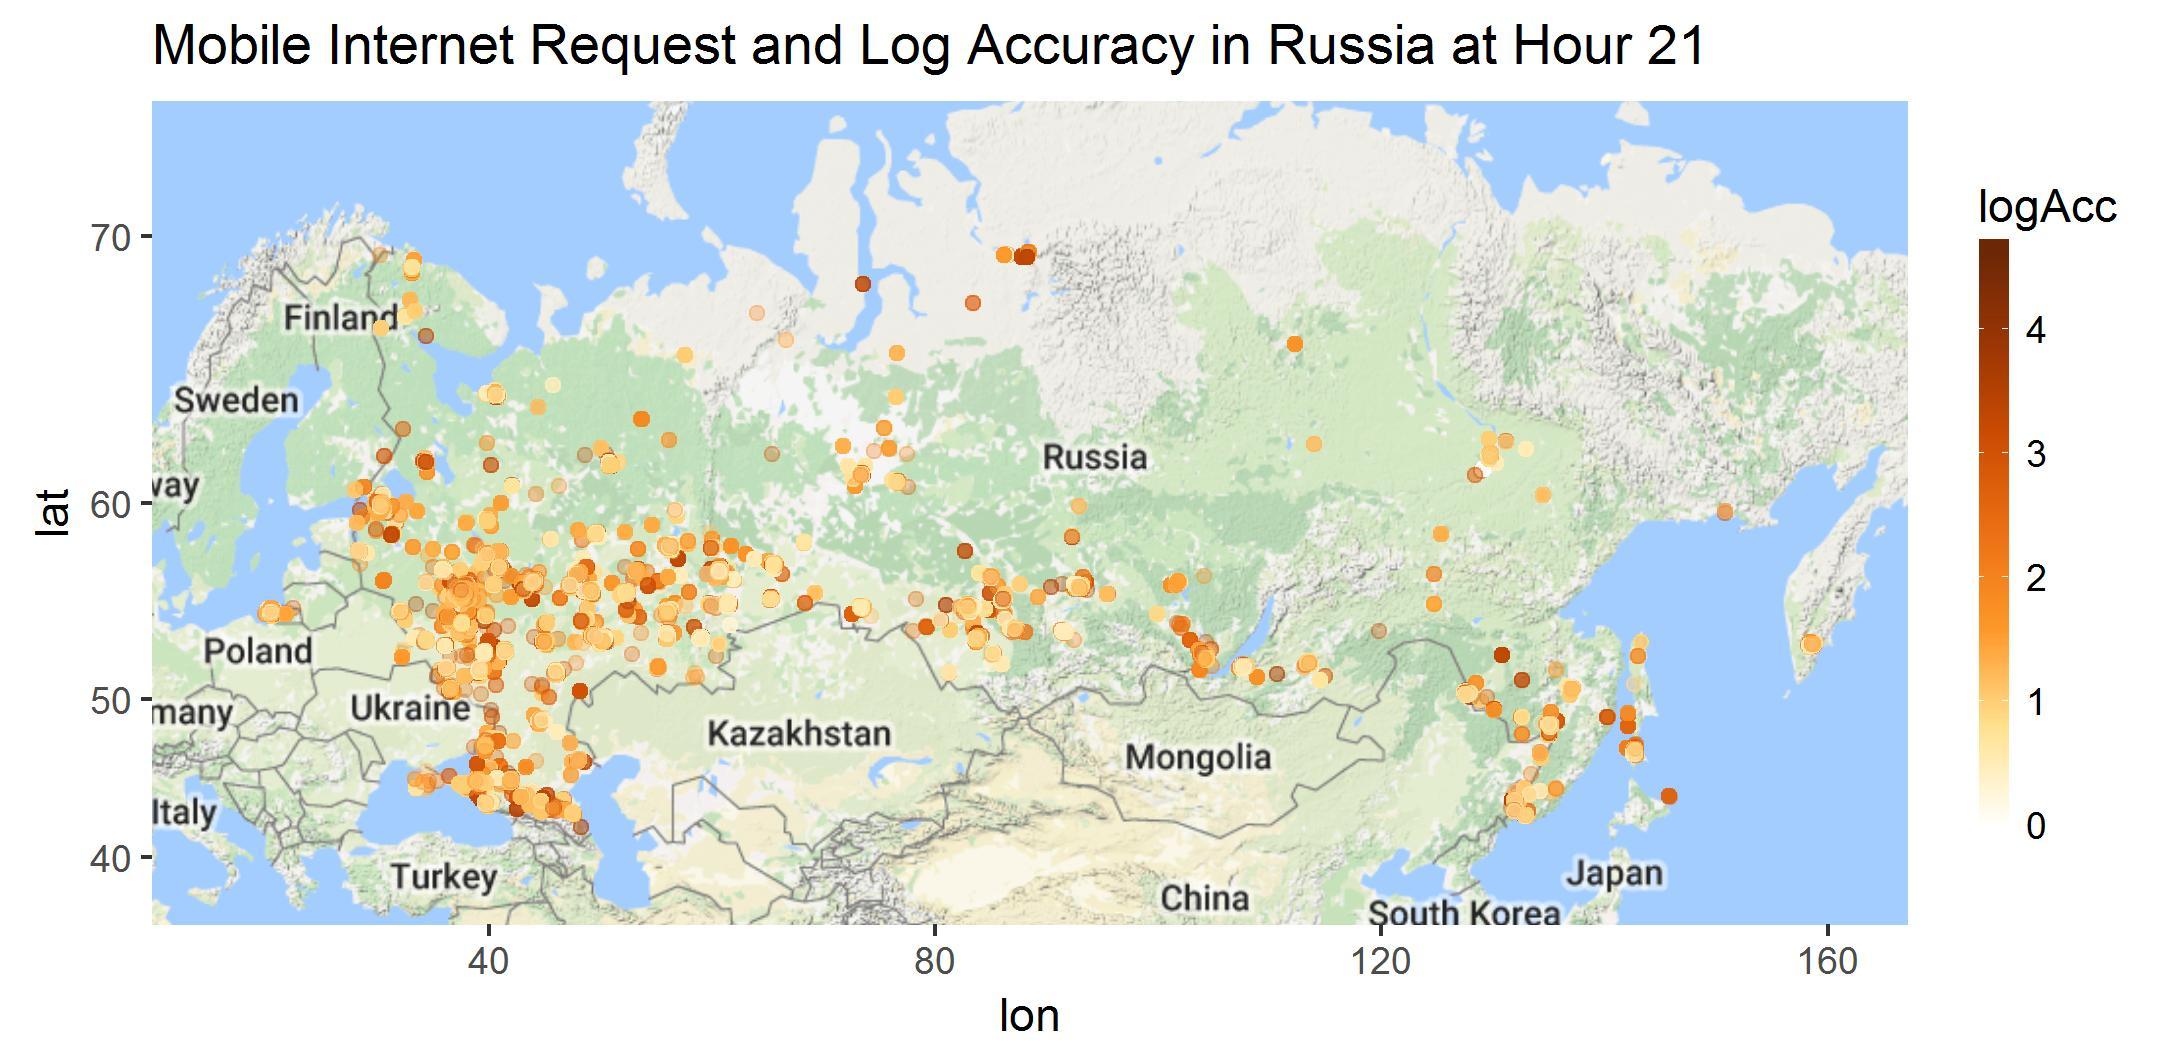 Mobile Internet Request and Log Accuracy in Russia at Hour 21
logAcc
70
Finland
4
Sweden
Russia
3
way
60
lat
2
Poland
50
many
Ukraine
Kazakhstan
1
Mongolia
Italy
0
40
Turkey
China
Japan
South Korea
40
80
120
160
lon